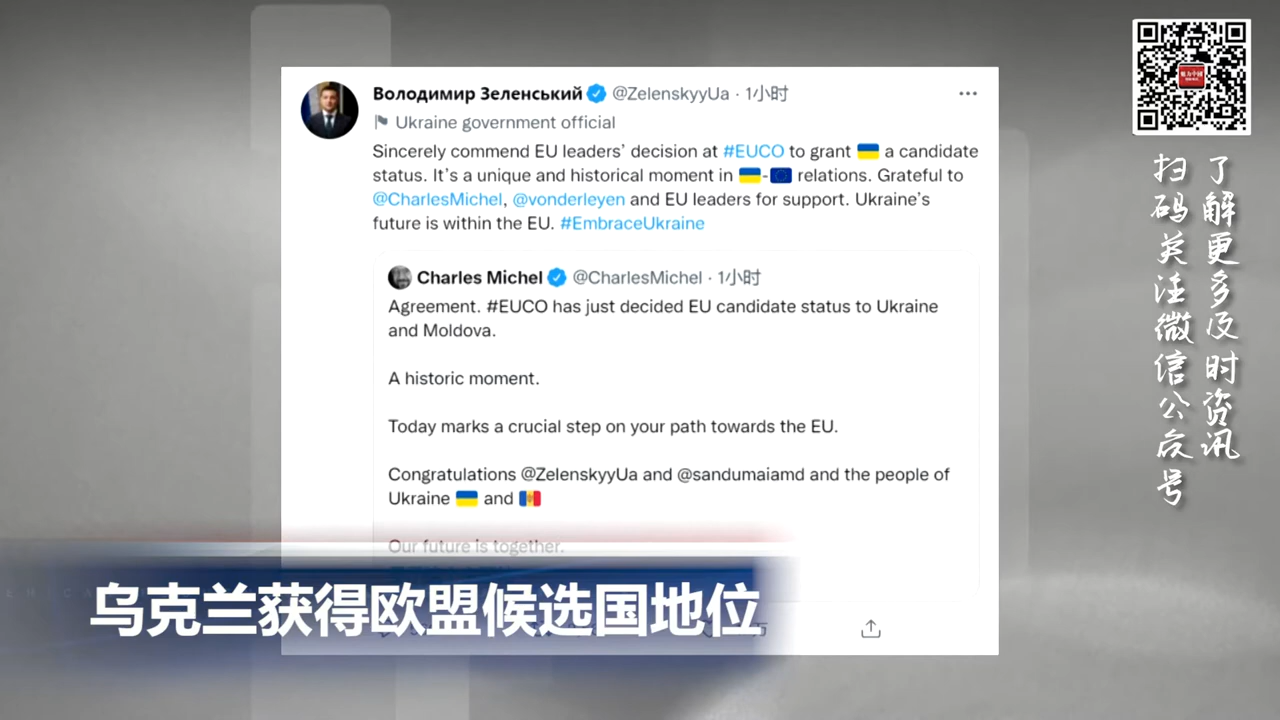 Володимир Зеленський @ZelenskyyUa · 1小时
Ukraine government official
Sincerely commend EU leaders' decision at #EUCO to grant 🇺🇦 a candidate
status. It's a unique and historical moment in 🇺🇦-🇪🇺 relations. Grateful to
@CharlesMichel, @vonderleyen and EU leaders for support. Ukraine's
future is within the EU. #EmbraceUkraine
Charles Michel @CharlesMichel · 1小时
Agreement. #EUCO has just decided EU candidate status to Ukraine
and Moldova.
A historic moment.
Today marks a crucial step on your path towards the EU.
Congratulations @ZelenskyyUa and @sandumaiamd and the people of
Ukraine 🇺🇦 and 🇲🇩
Our future is together.
乌克兰获得欧盟候选国地位
了解更多及时资讯
扫码关注微信公众号